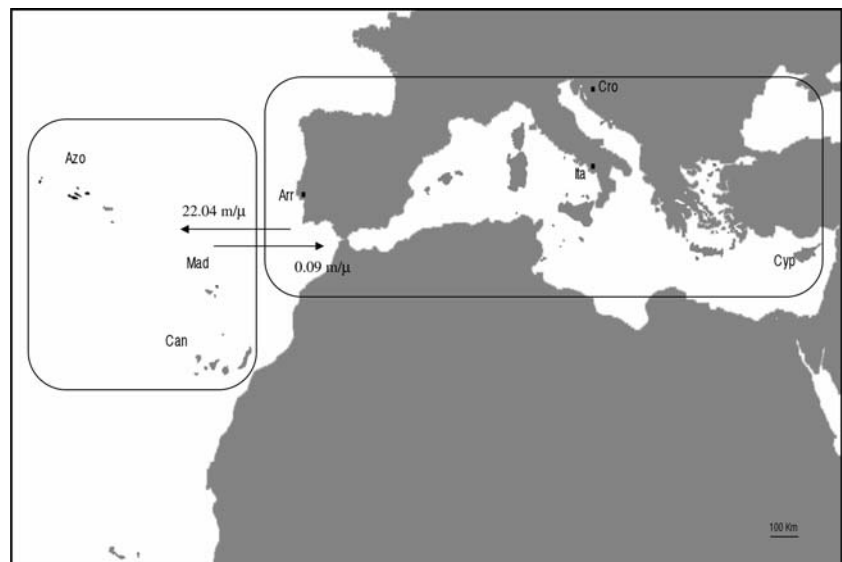 Cro
Azo
Ita
Arr
22.04 m/μ
Mad
0.09 m/μ
Cyp
Can
100 Km